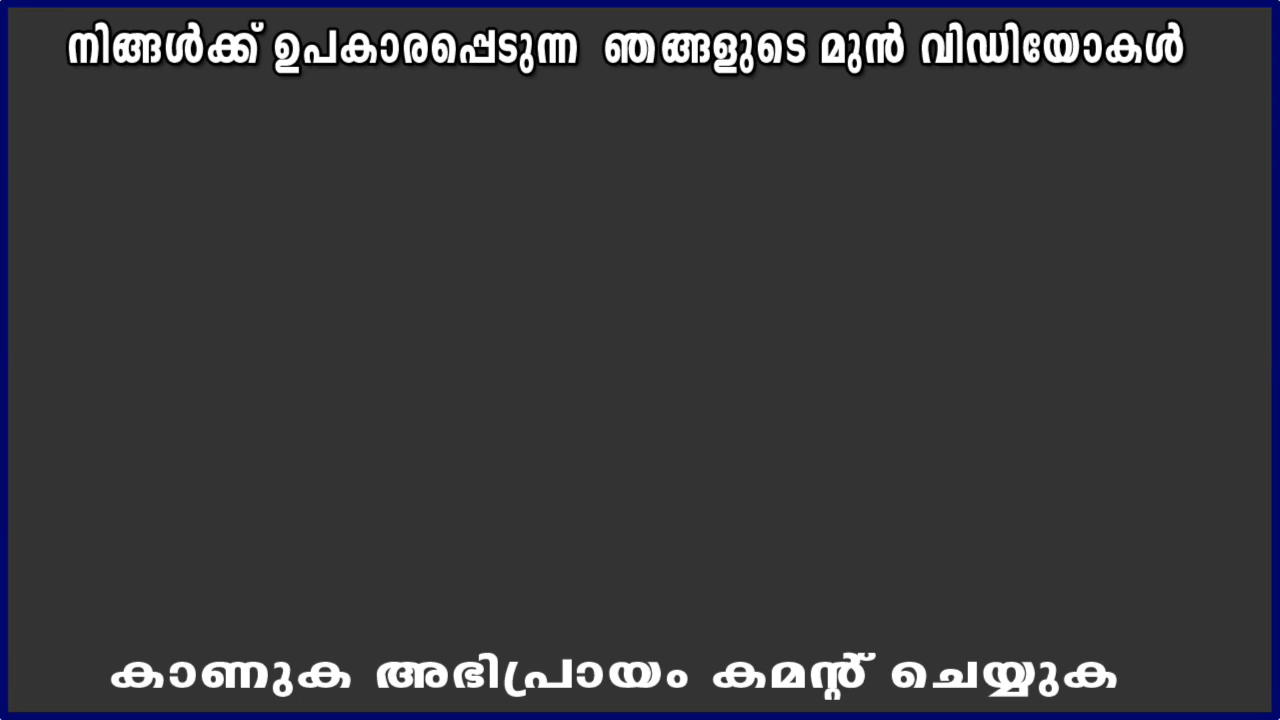 നിങ്ങൾക്ക് ഉപകാരപ്പെടുന്ന ഞങ്ങളുടെ മുൻ വിഡിയോകൾ
കാണുക അഭിപ്രായം കമന്റ് ചെയ്യുക